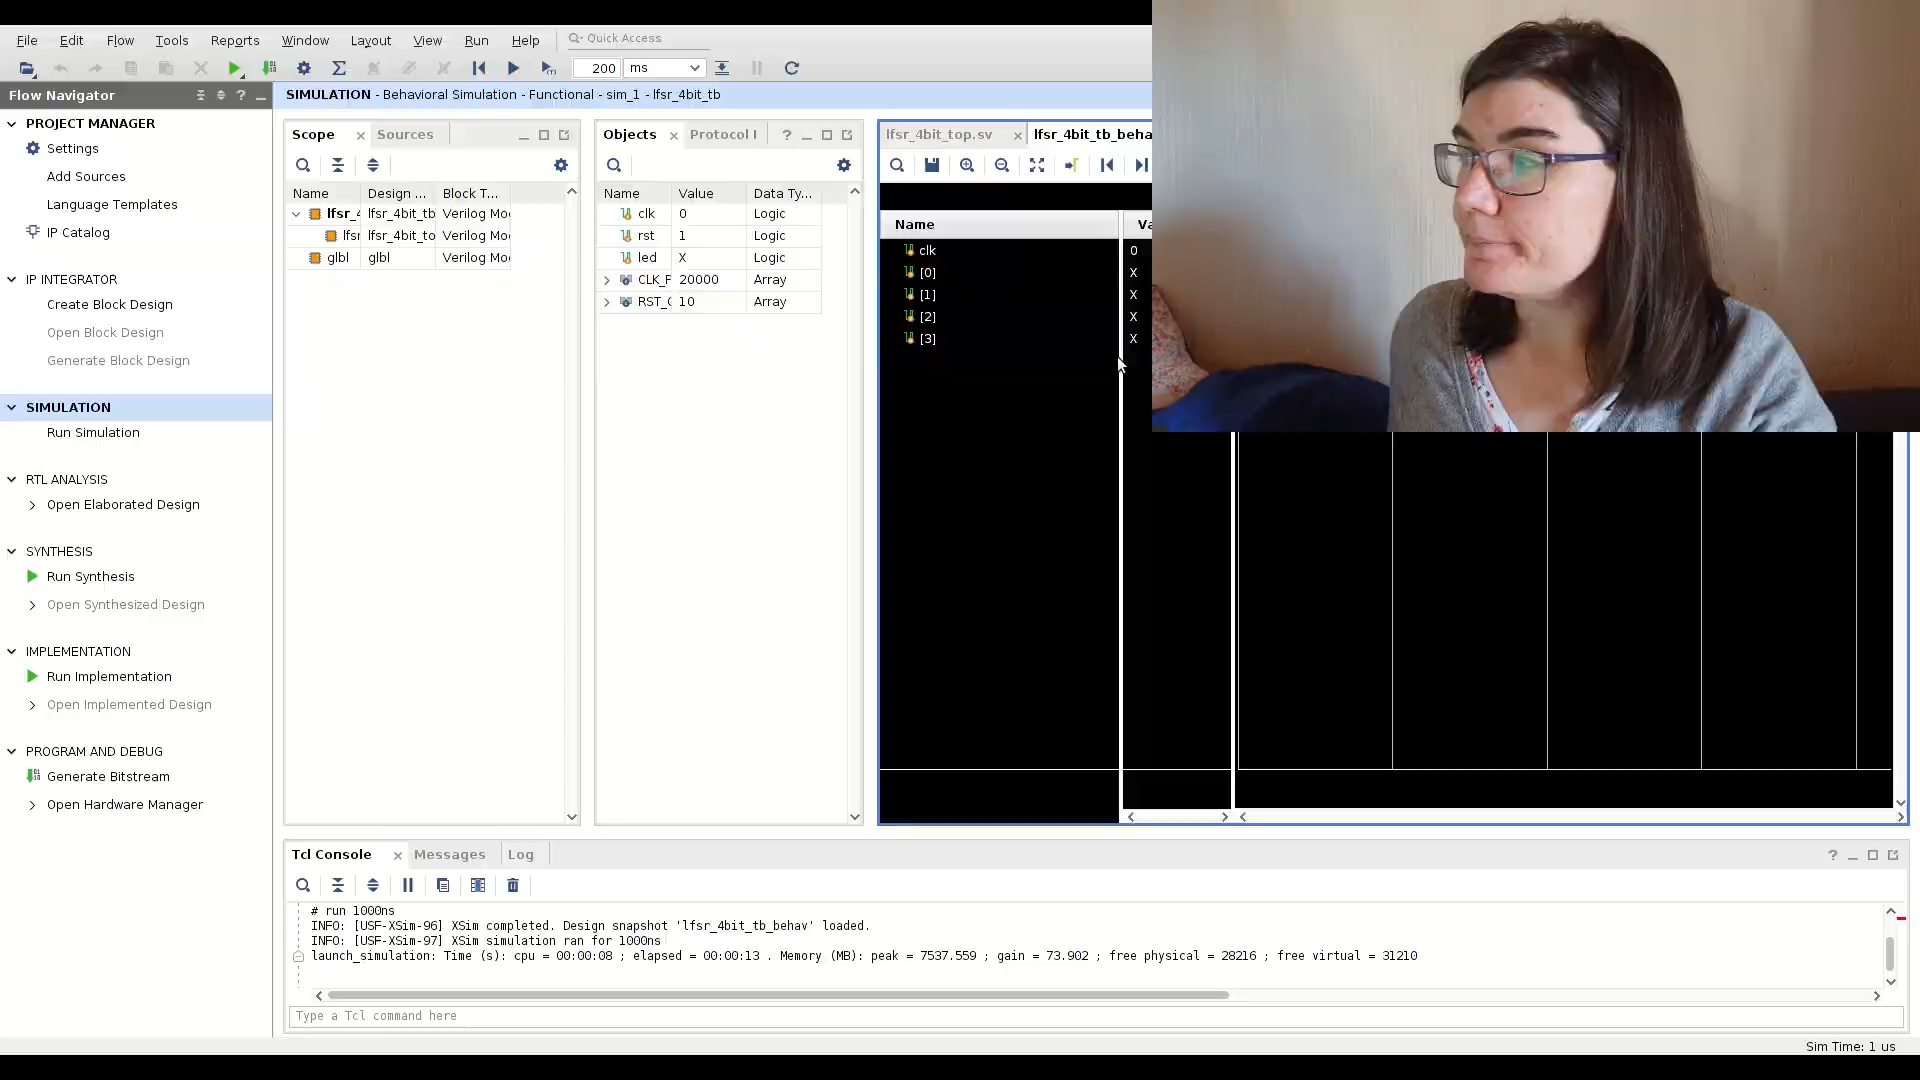 File Edit Flow Tools Reports Window Layout View Run Help Quick Access
200 ms
Flow Navigator
SIMULATION - Behavioral Simulation - Functional - sim_1 - lfsr_4bit_tb
PROJECT MANAGER
Settings
Add Sources
Language Templates
IP Catalog
IP INTEGRATOR
Create Block Design
Open Block Design
Generate Block Design
SIMULATION
Run Simulation
RTL ANALYSIS
Open Elaborated Design
SYNTHESIS
Run Synthesis
Open Synthesized Design
IMPLEMENTATION
Run Implementation
Open Implemented Design
PROGRAM AND DEBUG
Generate Bitstream
Open Hardware Manager
Scope Sources
Name Design ... Block T...
lfsr_4 lfsr_4bit_tb Verilog Mo
lfsr lfsr_4bit_to Verilog Mo
glbl glbl Verilog Mo
Objects Protocol I
Name Value Data Ty...
clk 0 Logic
rst 1 Logic
led X Logic
CLK_F 20000 Array
RST_C 10 Array
lfsr_4bit_top.sv lfsr_4bit_tb_beha
Name Va
clk 0
[0] X
[1] X
[2] X
[3] X
Tcl Console Messages Log
# run 1000ns
INFO: [USF-XSim-96] XSim completed. Design snapshot 'lfsr_4bit_tb_behav' loaded.
INFO: [USF-XSim-97] XSim simulation ran for 1000ns
launch_simulation: Time (s): cpu = 00:00:08 ; elapsed = 00:00:13 . Memory (MB): peak = 7537.559 ; gain = 73.902 ; free physical = 28216 ; free virtual = 31210
Type a Tcl command here
Sim Time: 1 us